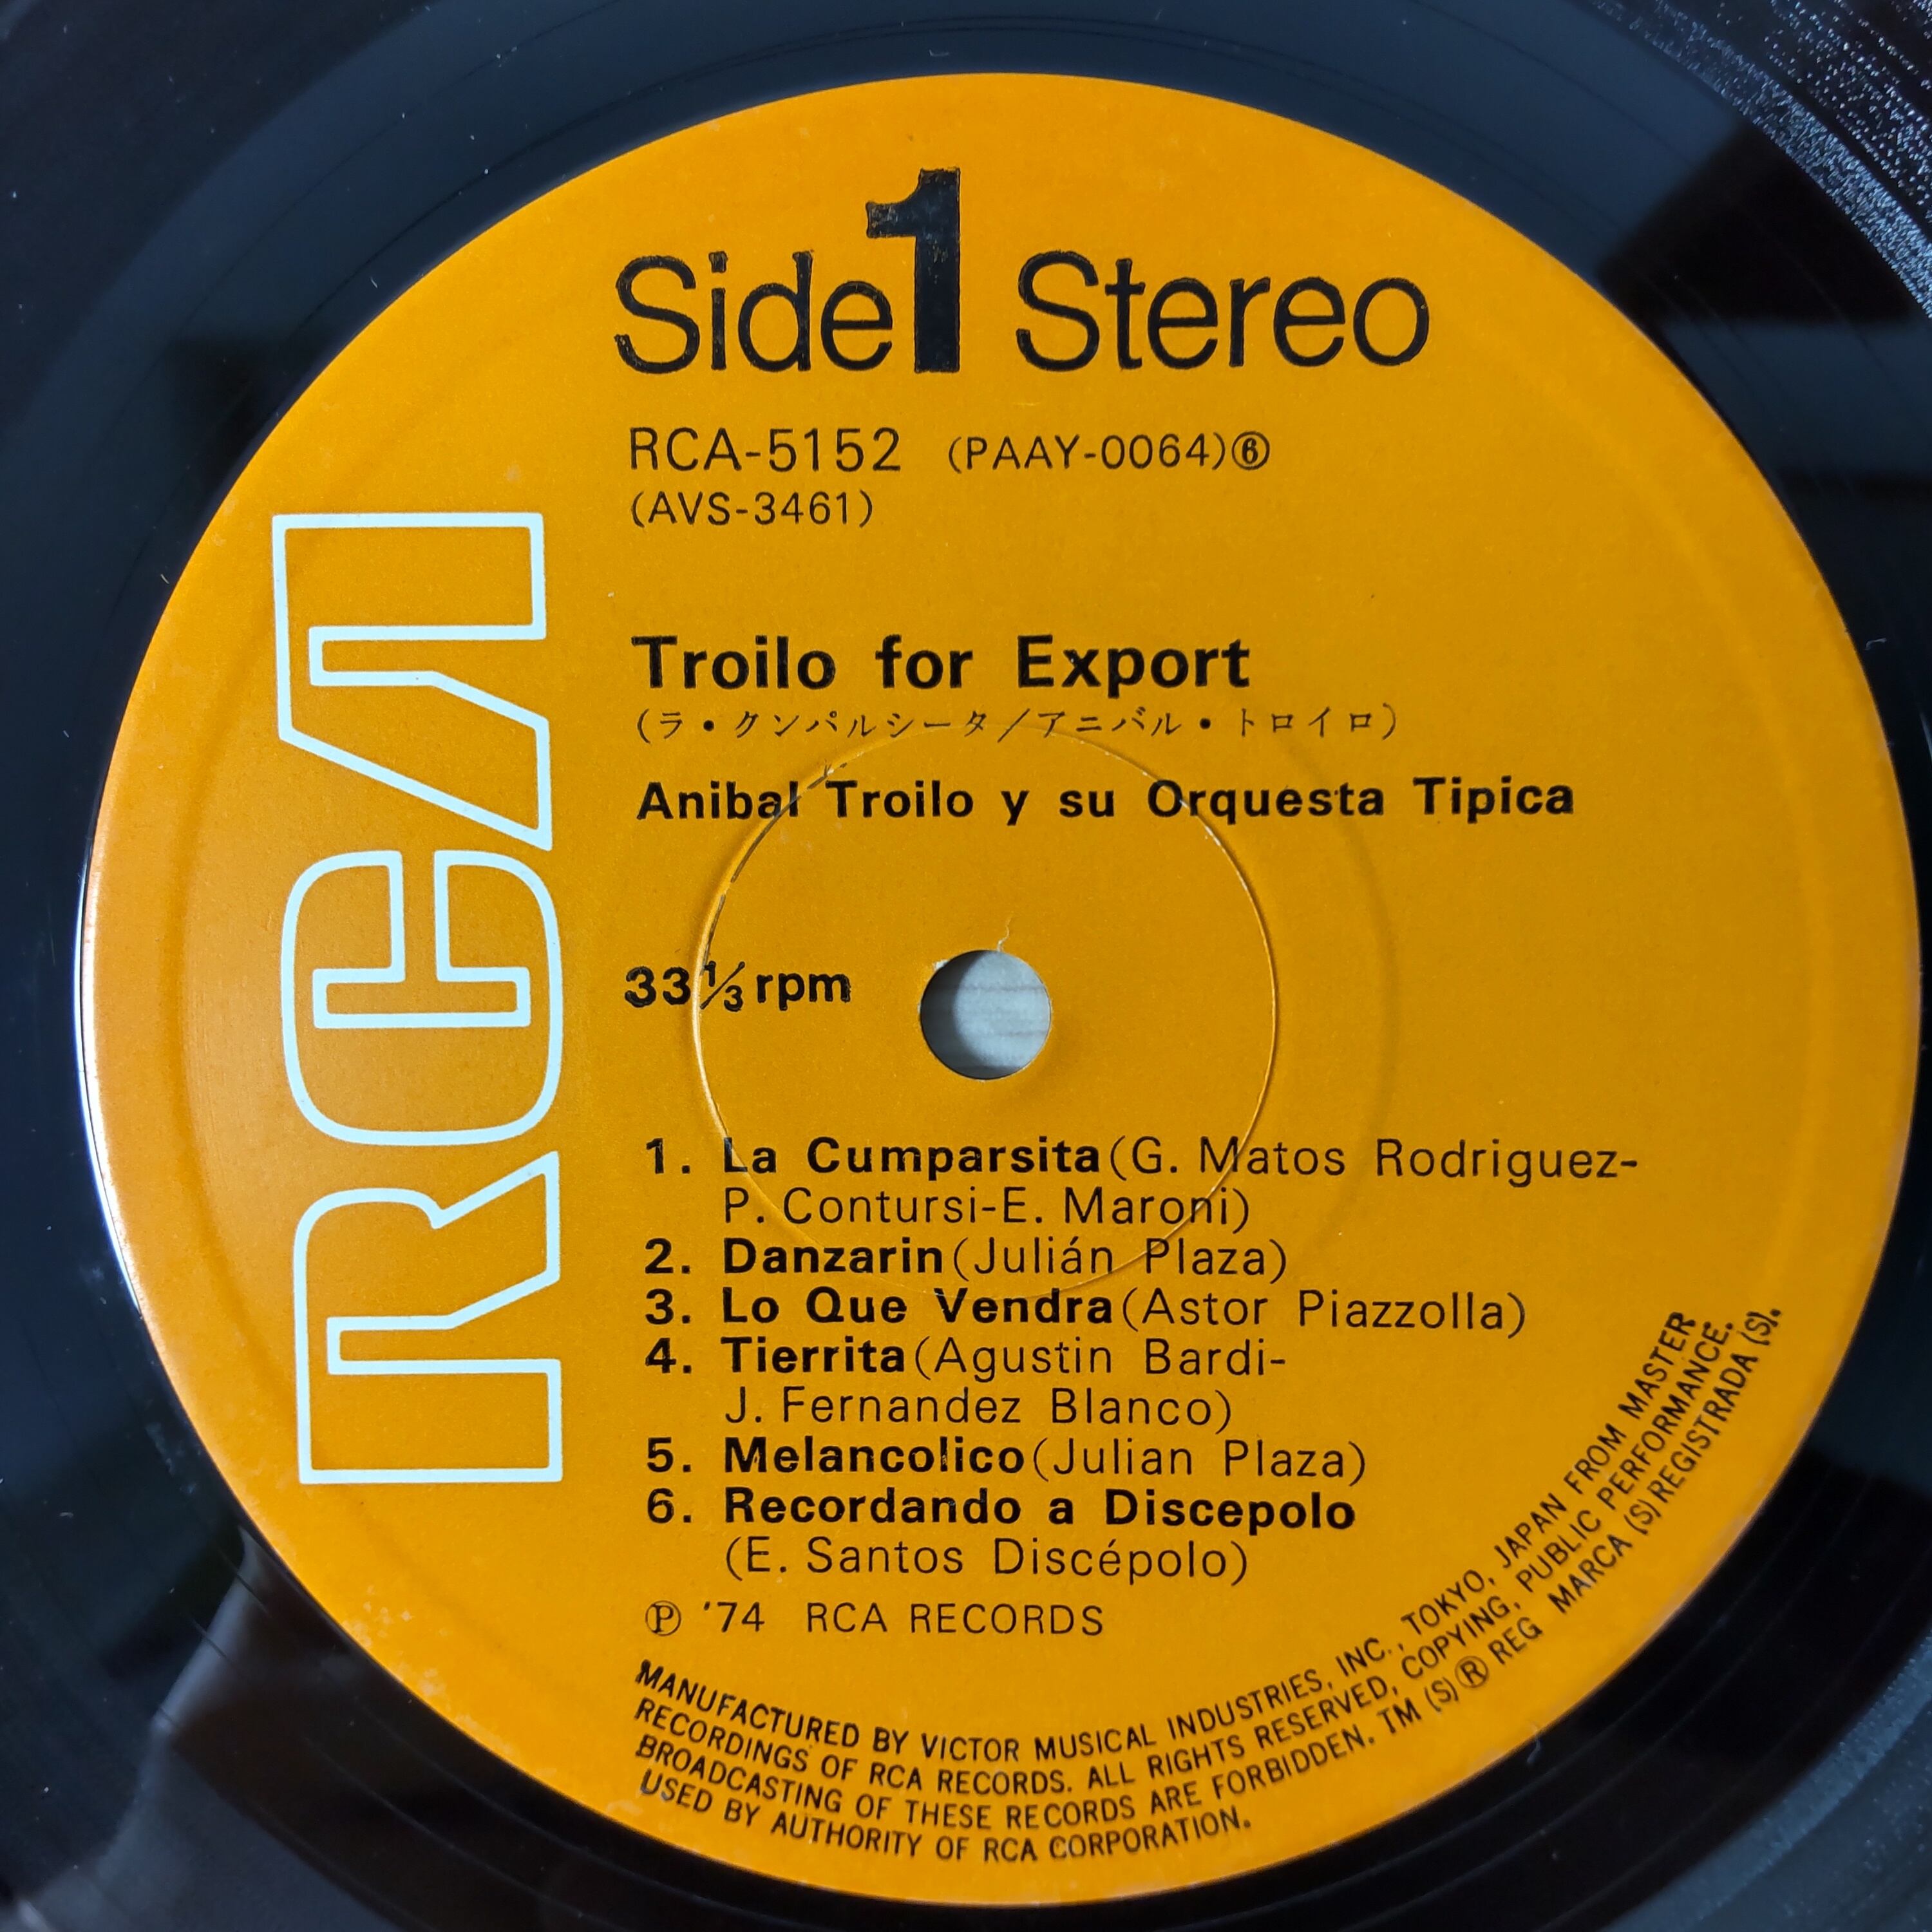 Side 1 Stereo
RCA-5152 (PAAY-0064)⑥
(AVS-3461)
RCA
Troilo for Export
(ラ・クンパルシータ/アニバル・トロイロ)
Anibal Troilo y su Orquesta Tipica
33⅓ rpm
1. La Cumparsita (G. Matos Rodriguez-
P. Contursi-E. Maroni)
2. Danzarin (Julián Plaza)
3. Lo Que Vendra (Astor Piazzolla)
4. Tierrita (Agustin Bardi-
J. Fernandez Blanco)
5. Melancolico (Julian Plaza)
6. Recordando a Discepolo
(E. Santos Discépolo)
Ⓟ '74 RCA RECORDS
MANUFACTURED BY VICTOR MUSICAL INDUSTRIES, INC., TOKYO, JAPAN FROM MASTER
RECORDINGS OF RCA RECORDS. ALL RIGHTS RESERVED, COPYING, PUBLIC PERFORMANCE.
BROADCASTING OF THESE RECORDS ARE FORBIDDEN. TM (S)® REG MARCA (S) REGISTRADA (S).
USED BY AUTHORITY OF RCA CORPORATION.